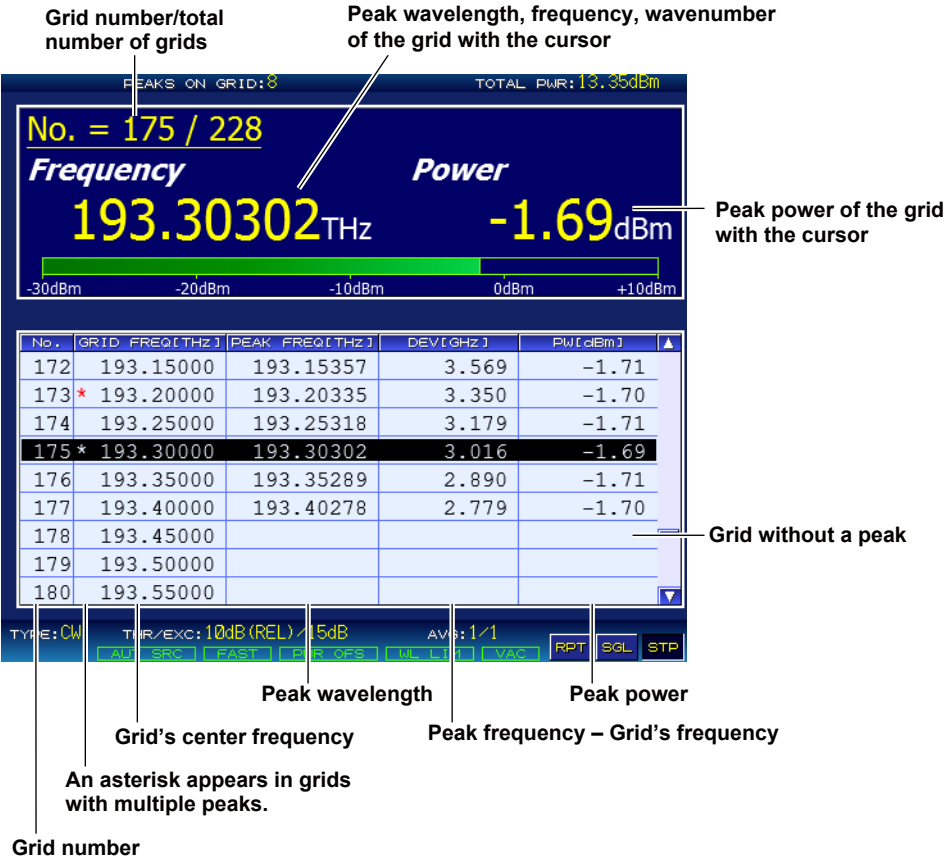 Grid number/total
number of grids
Peak wavelength, frequency, wavenumber
of the grid with the cursor
PEAKS ON GRID:8 TOTAL PWR:13.35dBm
No. = 175 / 228
Frequency Power
193.30302THz -1.69dBm
Peak power of the grid
with the cursor
-30dBm -20dBm -10dBm 0dBm +10dBm
No. GRID FREQ[THz] PEAK FREQ[THz] DEV[GHz] PW[dBm]
172 193.15000 193.15357 3.569 -1.71
173 * 193.20000 193.20335 3.350 -1.70
174 193.25000 193.25318 3.179 -1.71
175 * 193.30000 193.30302 3.016 -1.69
176 193.35000 193.35289 2.890 -1.71
177 193.40000 193.40278 2.779 -1.70
178 193.45000
Grid without a peak
179 193.50000
180 193.55000
TYPE:CW THR/EXC:10dB(REL)/15dB AVG:1/1
AUT SRC FAST PWR OFS WL LIM VAC RPT SGL STP
Peak wavelength Peak power
Grid's center frequency Peak frequency – Grid's frequency
An asterisk appears in grids
with multiple peaks.
Grid number